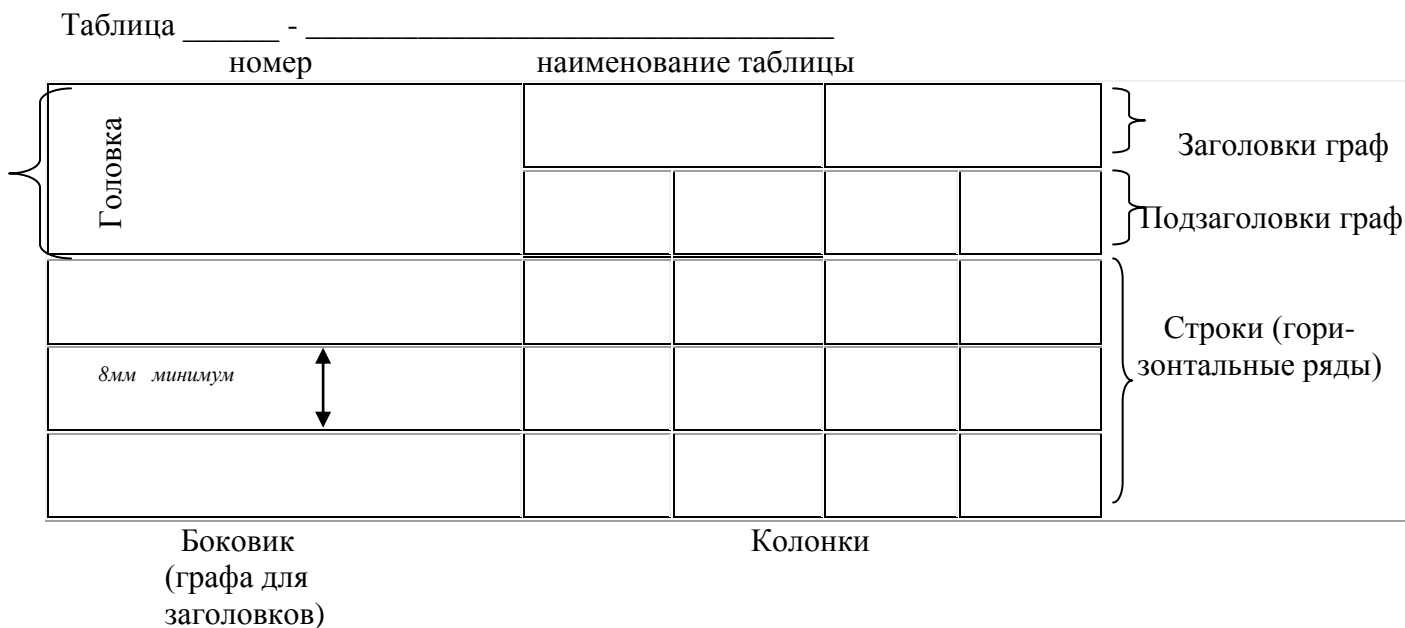 Таблица ______ - _________________________________
номер наименование таблицы
Головка
Заголовки граф
Подзаголовки граф
Строки (гори-
зонтальные ряды)
8мм минимум
Боковик
(графа для
заголовков)
Колонки